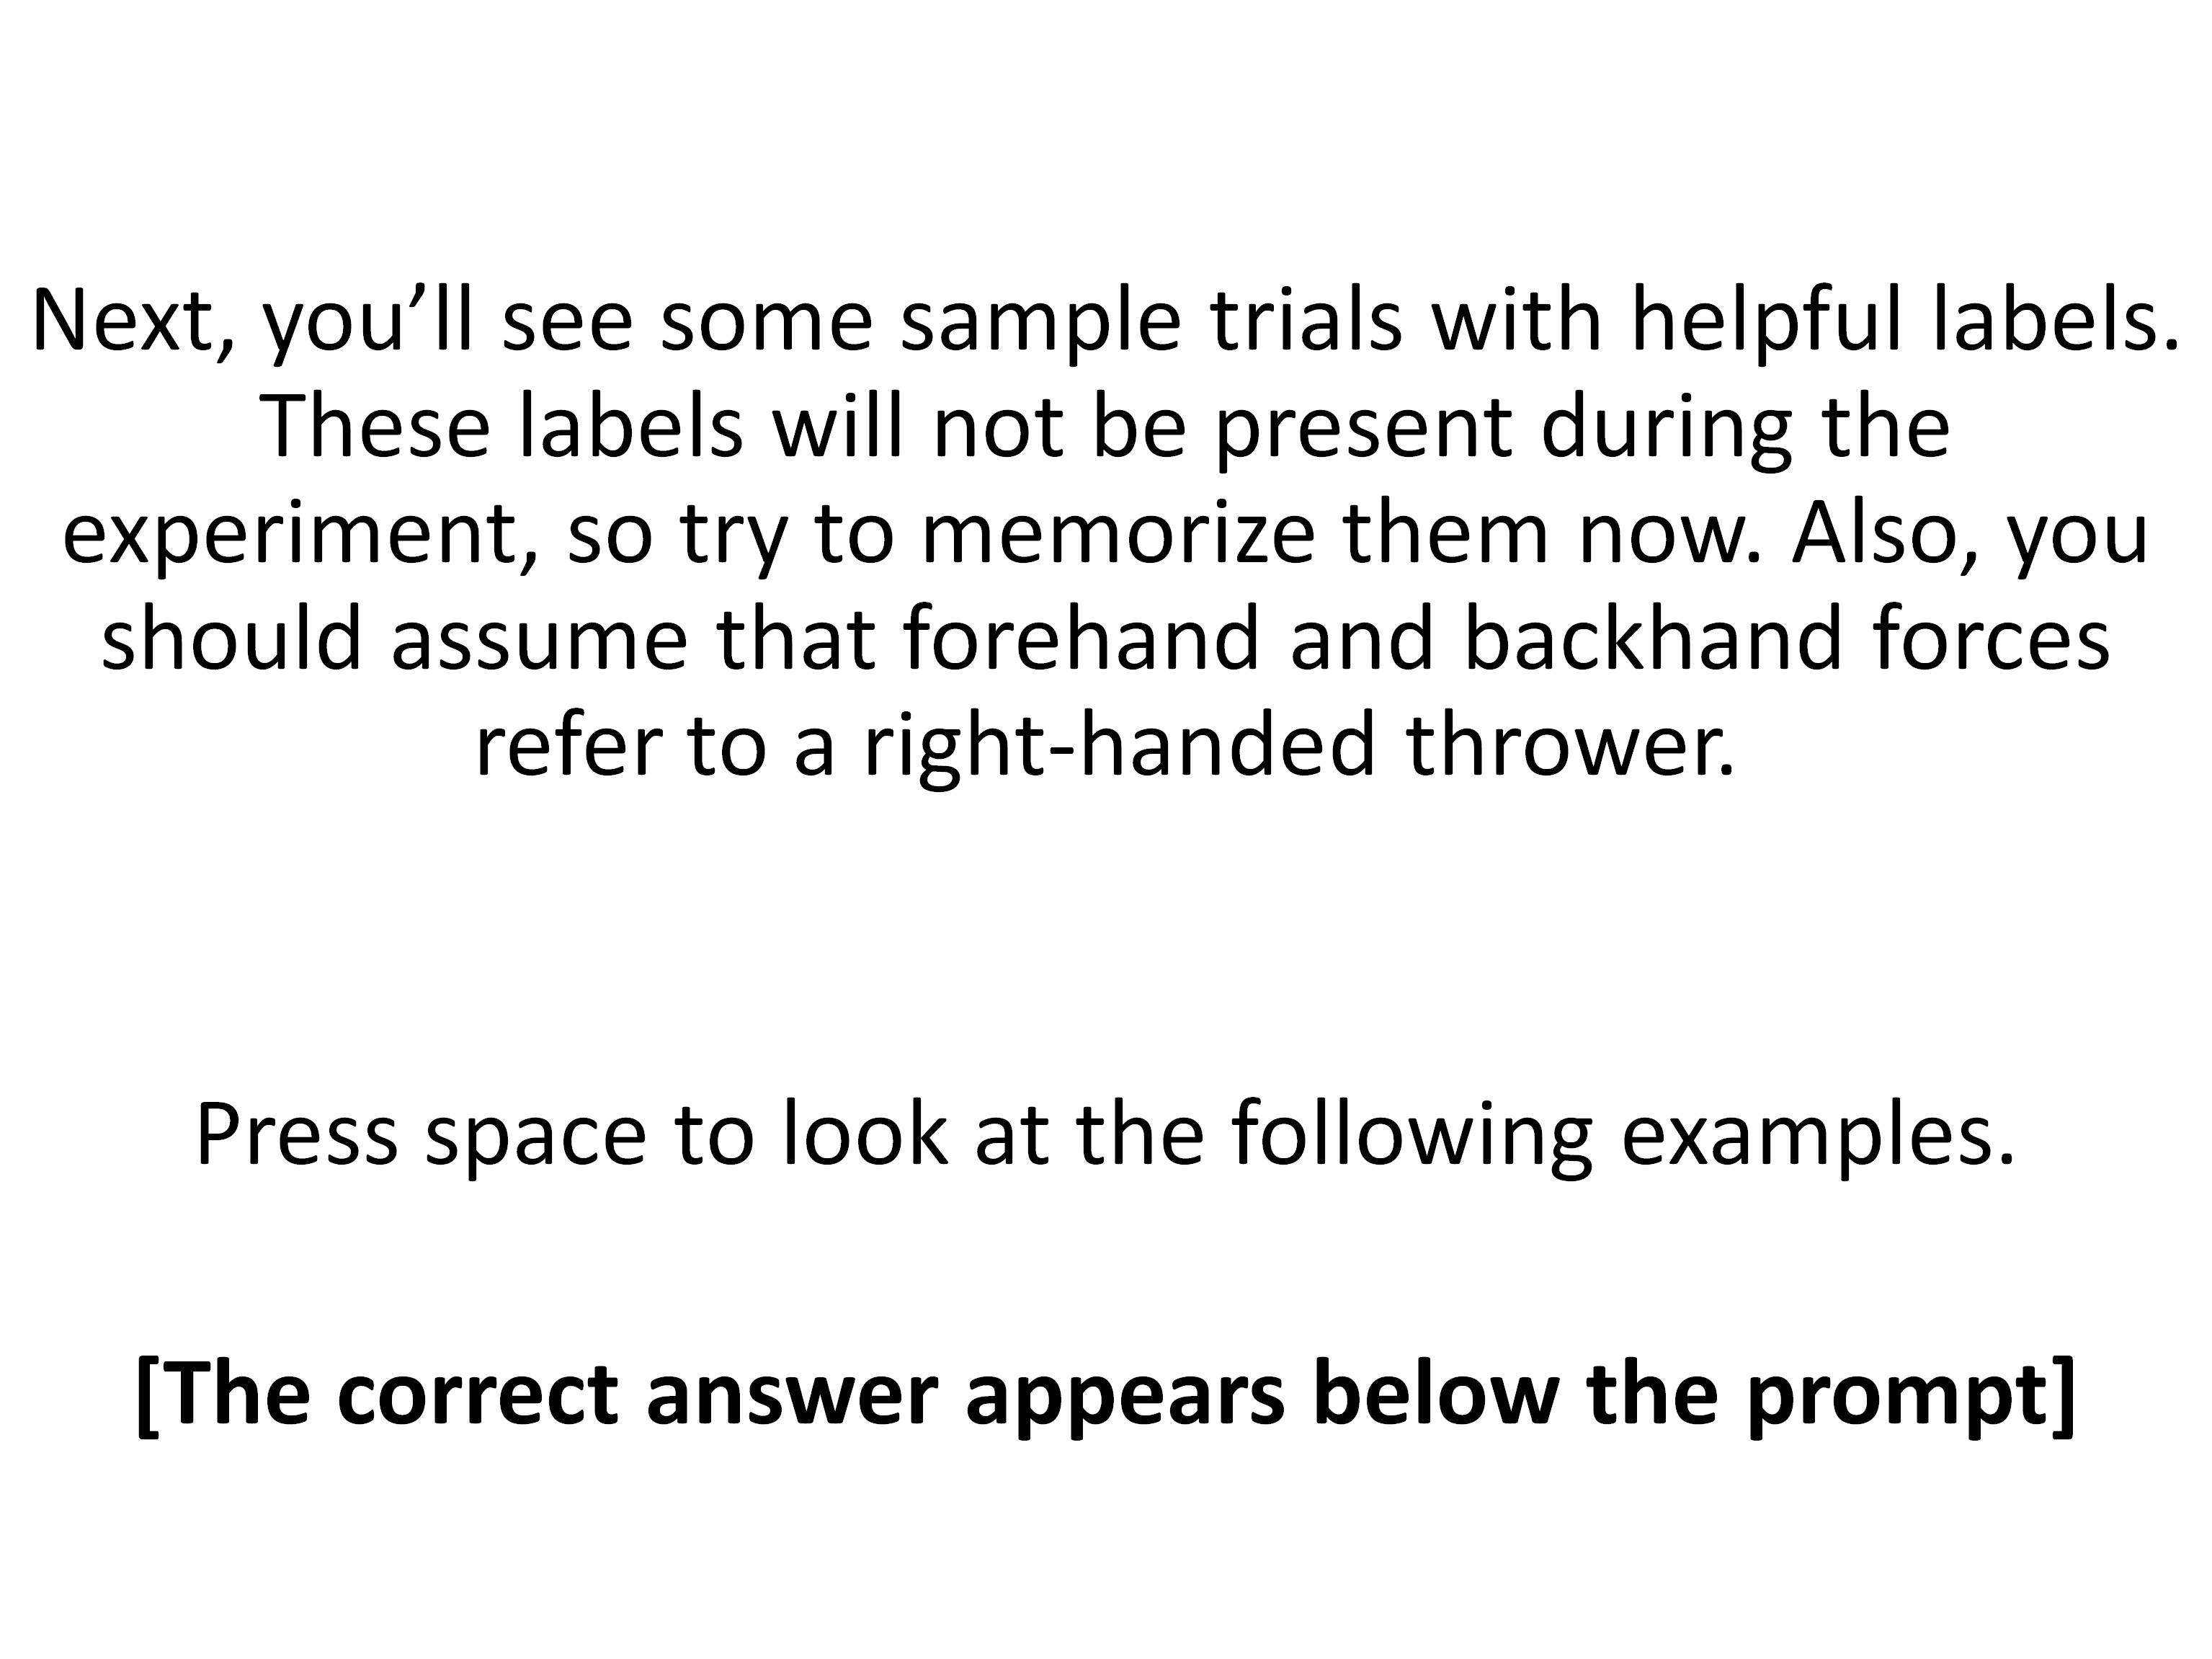 Next, you’ll see some sample trials with helpful labels.
These labels will not be present during the
experiment, so try to memorize them now. Also, you
should assume that forehand and backhand forces
refer to a right-handed thrower.
Press space to look at the following examples.
[The correct answer appears below the prompt]